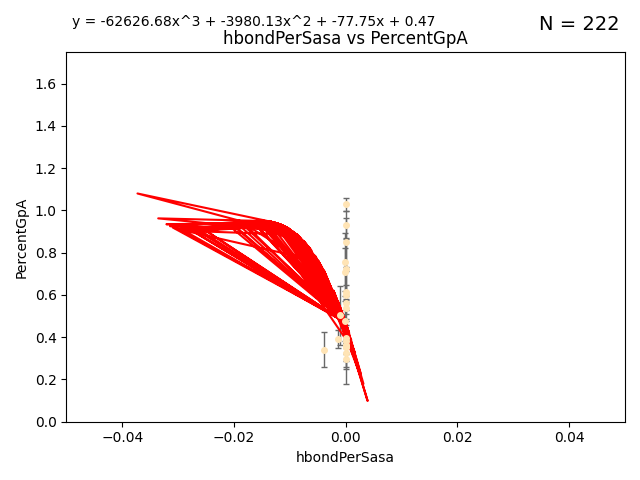 y = -62626.68x^3 + -3980.13x^2 + -77.75x + 0.47
N = 222
hbondPerSasa vs PercentGpA
1.6
1.4
1.2
1.0
0.8
0.6
0.4
0.2
0.0
PercentGpA
−0.04
−0.02
0.00
0.02
0.04
hbondPerSasa